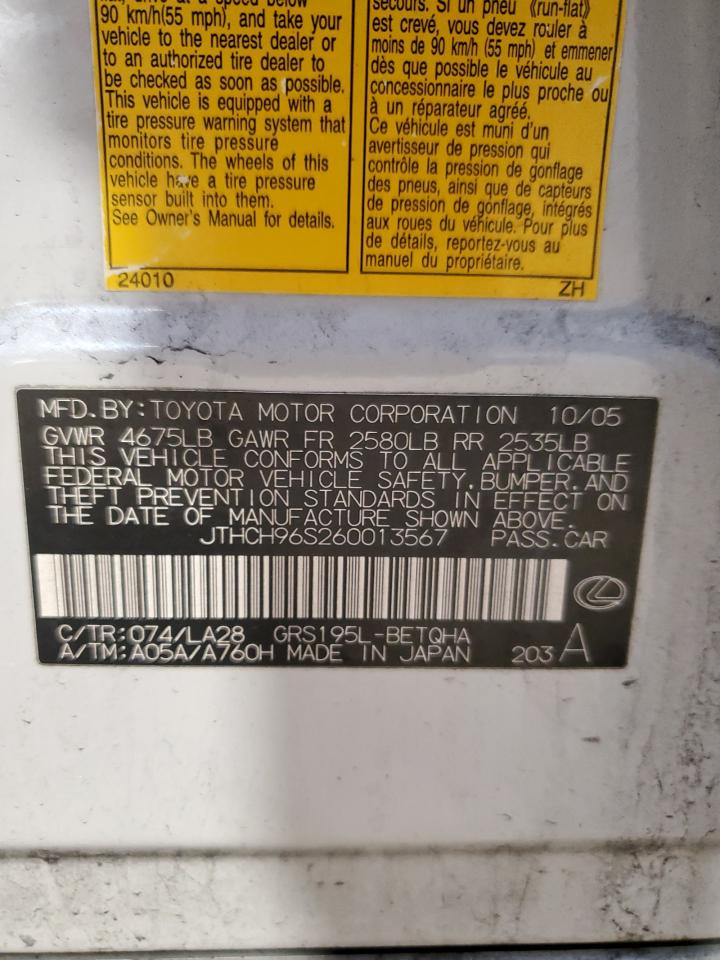 90 km/h(55 mph), and take your
vehicle to the nearest dealer or
to an authorized tire dealer to
be checked as soon as possible.
This vehicle is equipped with a
tire pressure warning system that
monitors tire pressure
conditions. The wheels of this
vehicle have a tire pressure
sensor built into them.
See Owner's Manual for details.
secours. Si un pneu «run-flat»
est crevé, vous devez rouler à
moins de 90 km/h (55 mph) et emmener
dès que possible le véhicule au
concessionnaire le plus proche ou
à un réparateur agréé.
Ce véhicule est muni d'un
avertisseur de pression qui
contrôle la pression de gonflage
des pneus, ainsi que de capteurs
de pression de gonflage, intégrés
aux roues du véhicule. Pour plus
de détails, reportez-vous au
manuel du propriétaire.
24010
ZH
MFD. BY: TOYOTA MOTOR CORPORATION 10/05
GVWR 4675LB GAWR FR 2580LB RR 2535LB
THIS VEHICLE CONFORMS TO ALL APPLICABLE
FEDERAL MOTOR VEHICLE SAFETY, BUMPER, AND
THEFT PREVENTION STANDARDS IN EFFECT ON
THE DATE OF MANUFACTURE SHOWN ABOVE.
JTHCH96S260013567 PASS. CAR
C/TR: 074/LA28 GRS195L-BETQHA
A/TM: A05A/A760H MADE IN JAPAN 203 A